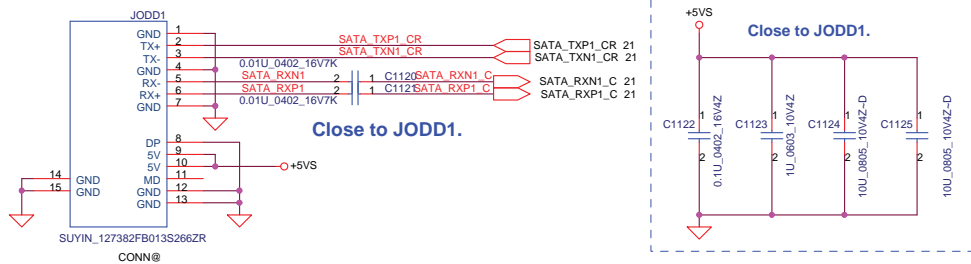 JODD1
GND 1
TX+ 2
TX- 3
GND 4
RX- 5
RX+ 6
GND 7
SATA_TXP1_CR
SATA_TXN1_CR
SATA_TXP1_CR 21
SATA_TXN1_CR 21
0.01U_0402_16V7K
SATA_RXN1 2 1 C1120 SATA_RXN1_C
SATA_RXP1 2 1 C1121 SATA_RXP1_C
0.01U_0402_16V7K
SATA_RXN1_C 21
SATA_RXP1_C 21
Close to JODD1.
DP 8
5V 9
5V 10
+5VS
MD 11
GND 12
GND 13
14 GND
15 GND
SUYIN_127382FB013S266ZR
CONN@
+5VS
Close to JODD1.
C1122 1 2 0.1U_0402_16V4Z
C1123 1 2 1U_0603_10V4Z
C1124 1 2 10U_0805_10V4Z~D
C1125 1 2 10U_0805_10V4Z~D